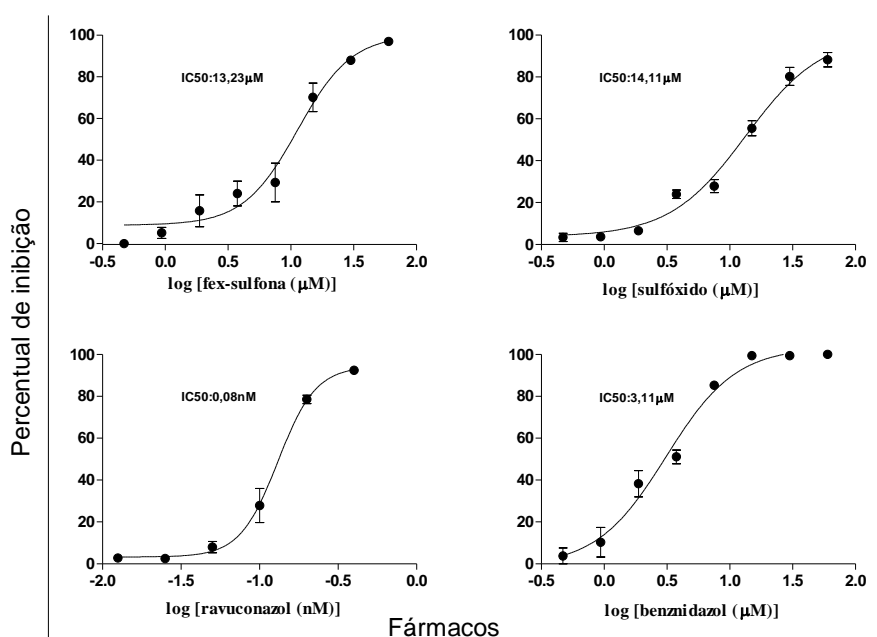 Percentual de inibição
100
80
60
40
20
0
IC50:13,23μM
-0.5 0.0 0.5 1.0 1.5 2.0
log [fex-sulfona (μM)]
100
80
60
40
20
0
IC50:14,11μM
-0.5 0.0 0.5 1.0 1.5 2.0
log [sulfóxido (μM)]
100
80
60
40
20
0
IC50:0,08nM
-2.0 -1.5 -1.0 -0.5 0.0
log [ravuconazol (nM)]
100
80
60
40
20
0
IC50:3,11μM
-0.5 0.0 0.5 1.0 1.5 2.0
log [benznidazol (μM)]
Fármacos